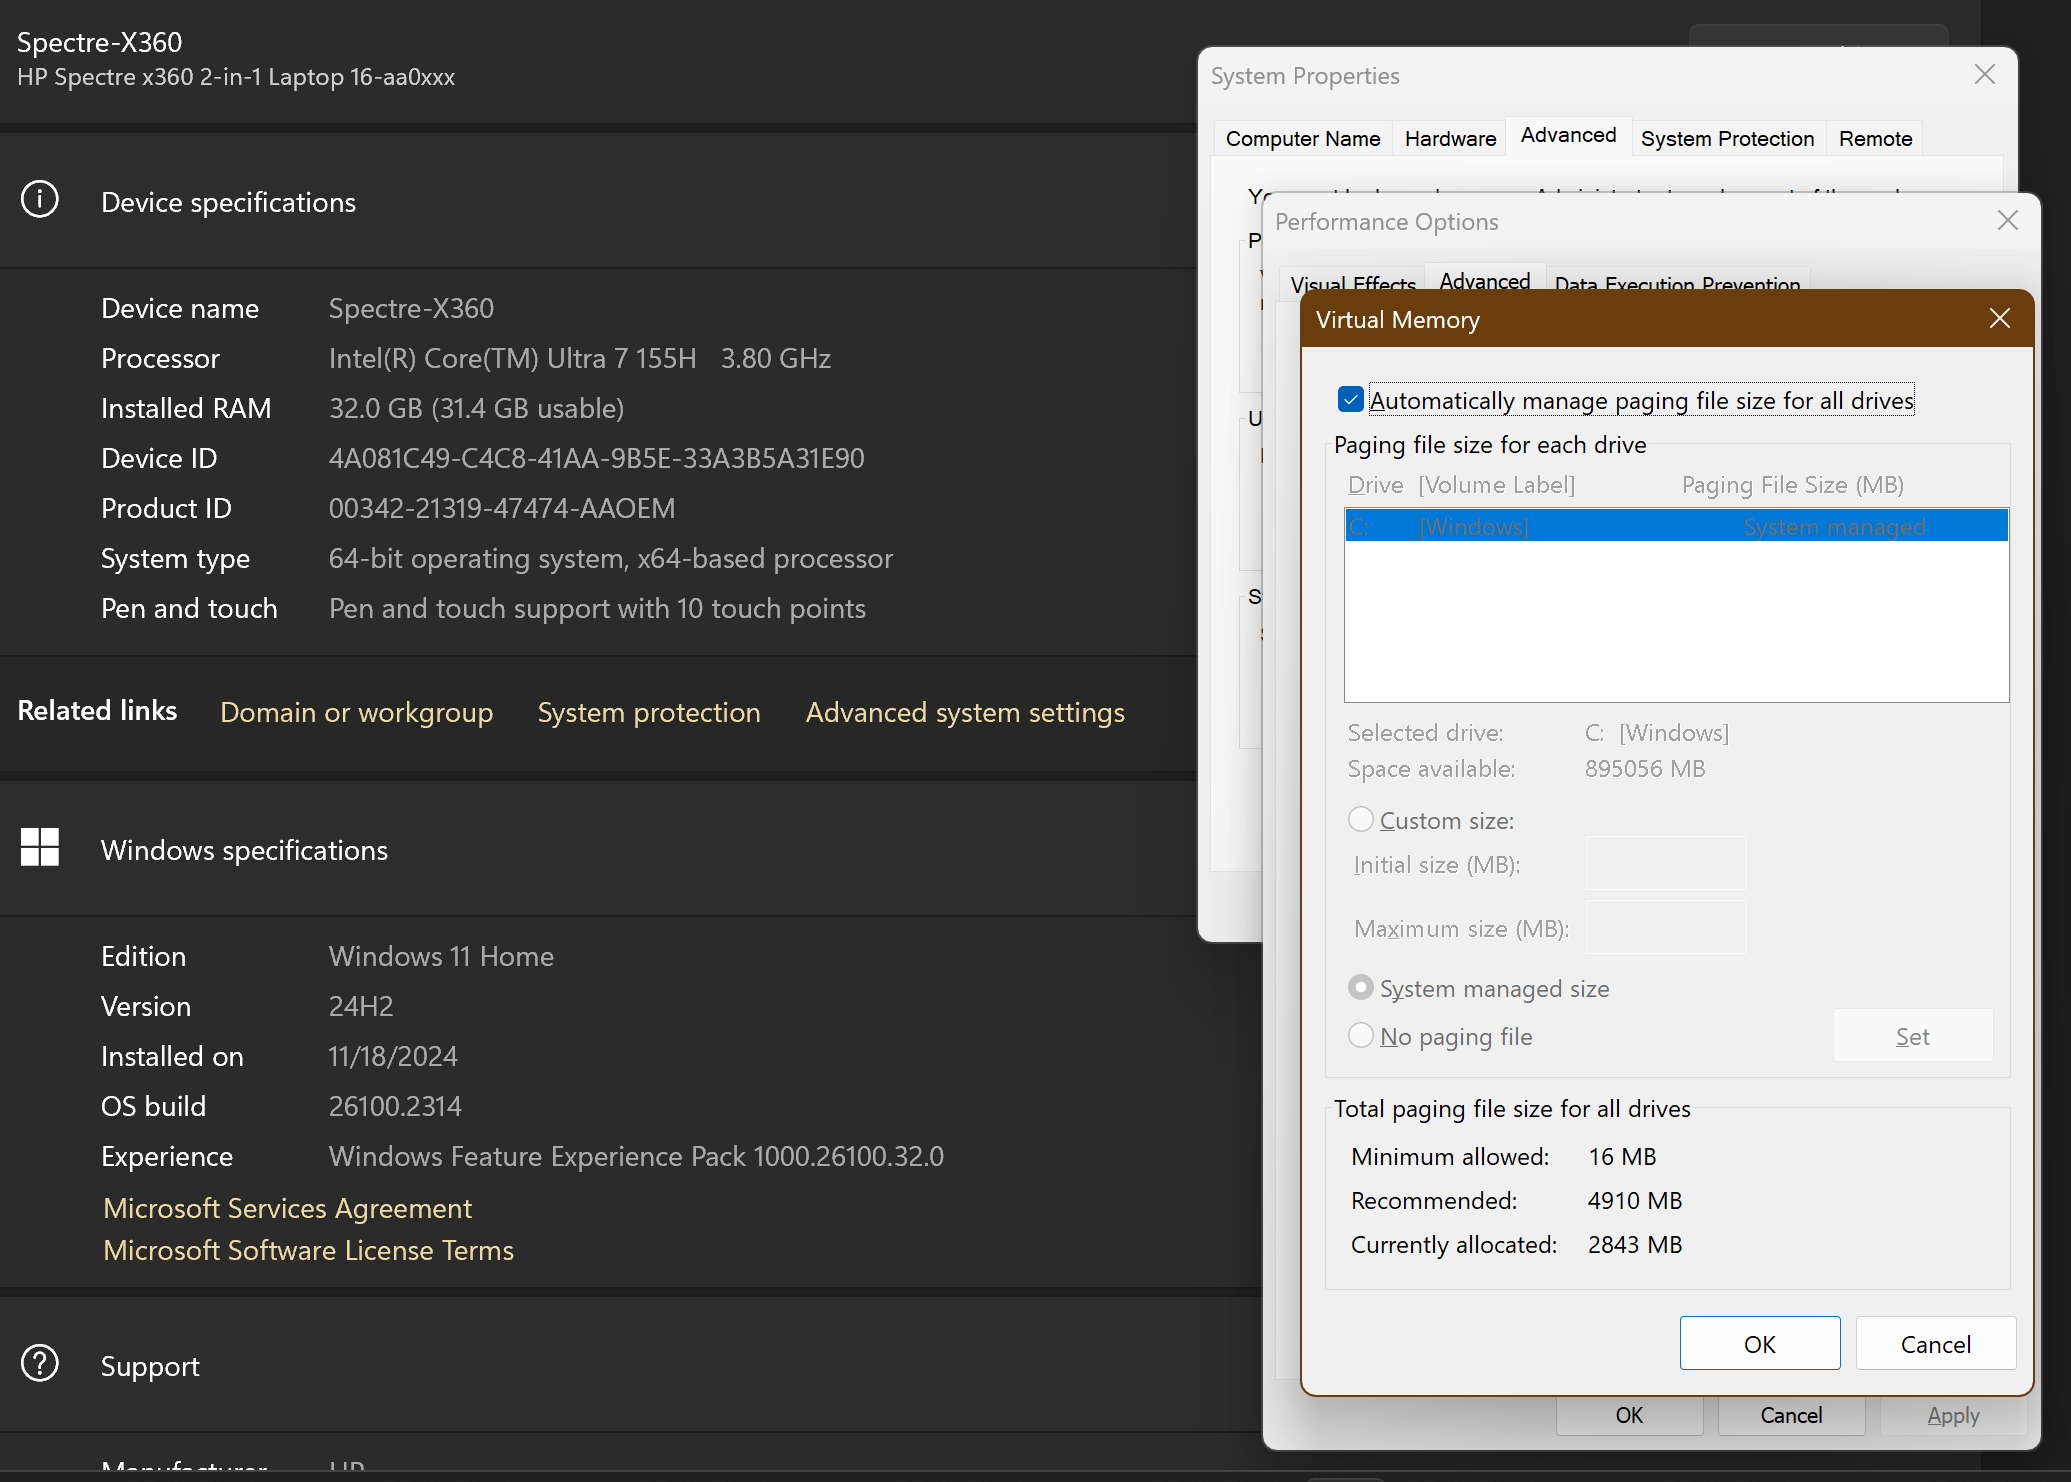 Spectre-X360
HP Spectre x360 2-in-1 Laptop 16-aa0xxx
Device specifications
Device name Spectre-X360
Processor Intel(R) Core(TM) Ultra 7 155H 3.80 GHz
Installed RAM 32.0 GB (31.4 GB usable)
Device ID 4A081C49-C4C8-41AA-9B5E-33A3B5A31E90
Product ID 00342-21319-47474-AAOEM
System type 64-bit operating system, x64-based processor
Pen and touch Pen and touch support with 10 touch points
Related links Domain or workgroup System protection Advanced system settings
Windows specifications
Edition Windows 11 Home
Version 24H2
Installed on 11/18/2024
OS build 26100.2314
Experience Windows Feature Experience Pack 1000.26100.32.0
Microsoft Services Agreement
Microsoft Software License Terms
Support
Manufacturer HP
System Properties
Computer Name Hardware Advanced System Protection Remote
Performance Options
Visual Effects Advanced Data Execution Prevention
Virtual Memory
Automatically manage paging file size for all drives
Paging file size for each drive
Drive [Volume Label] Paging File Size (MB)
C: [Windows] System managed
Selected drive: C: [Windows]
Space available: 895056 MB
Custom size:
Initial size (MB):
Maximum size (MB):
System managed size
No paging file
Set
Total paging file size for all drives
Minimum allowed: 16 MB
Recommended: 4910 MB
Currently allocated: 2843 MB
OK Cancel
OK Cancel Apply